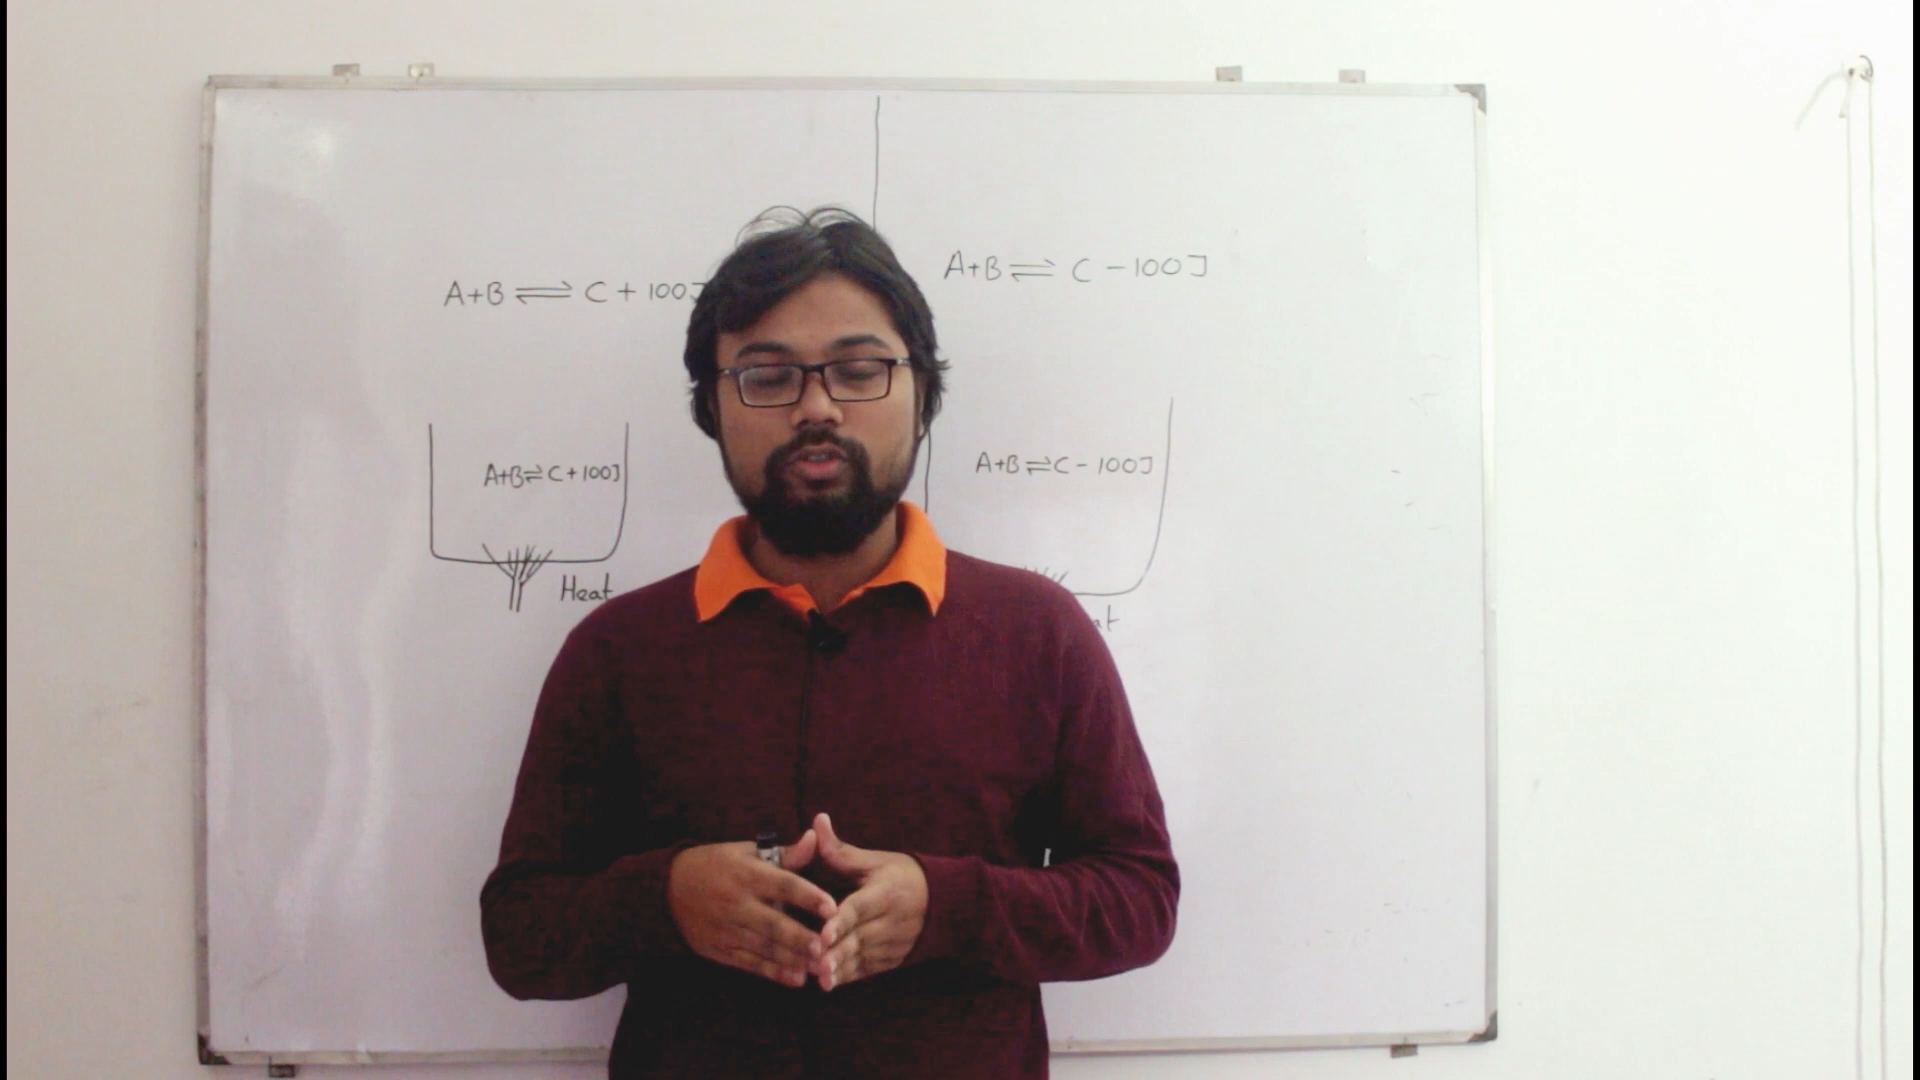 A+B ⇌ C + 100J
A+B ⇌ C - 100J
A+B ⇌ C + 100J
Heat
A+B ⇌ C - 100J